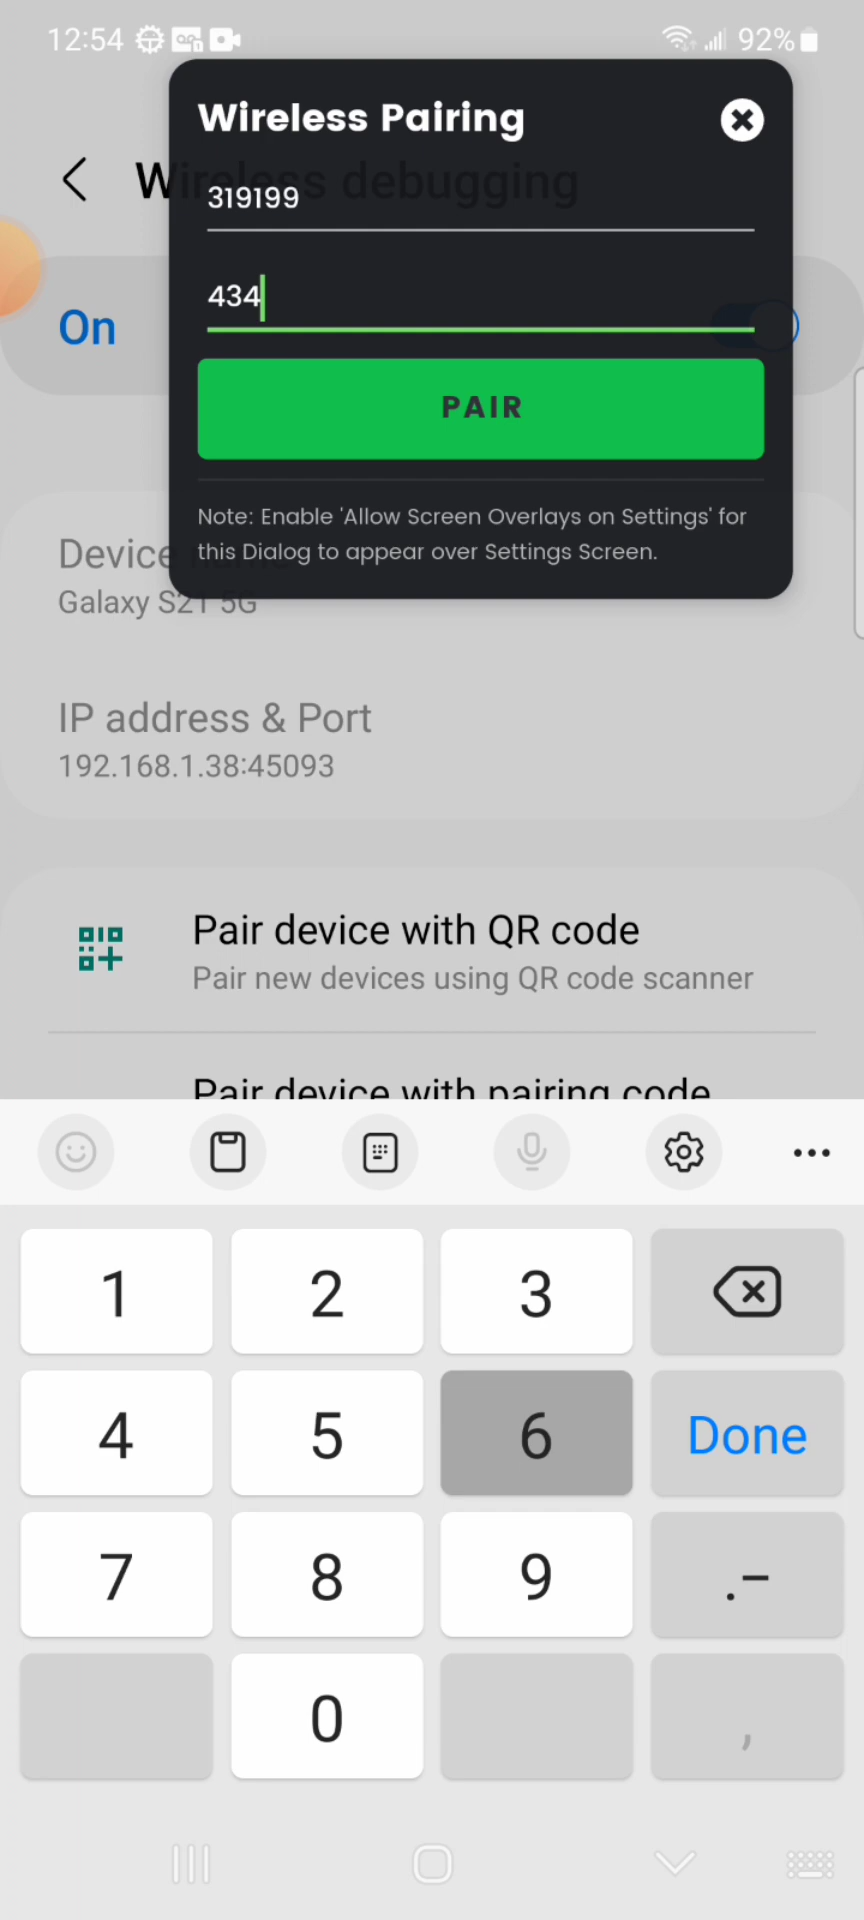 12:54
92%
Wireless Pairing
Wireless debugging
319199
434
On
PAIR
Note: Enable 'Allow Screen Overlays on Settings' for
this Dialog to appear over Settings Screen.
Device name
Galaxy S21 5G
IP address & Port
192.168.1.38:45093
Pair device with QR code
Pair new devices using QR code scanner
Pair device with pairing code
1 2 3
4 5 6 Done
7 8 9 .-
0 ,